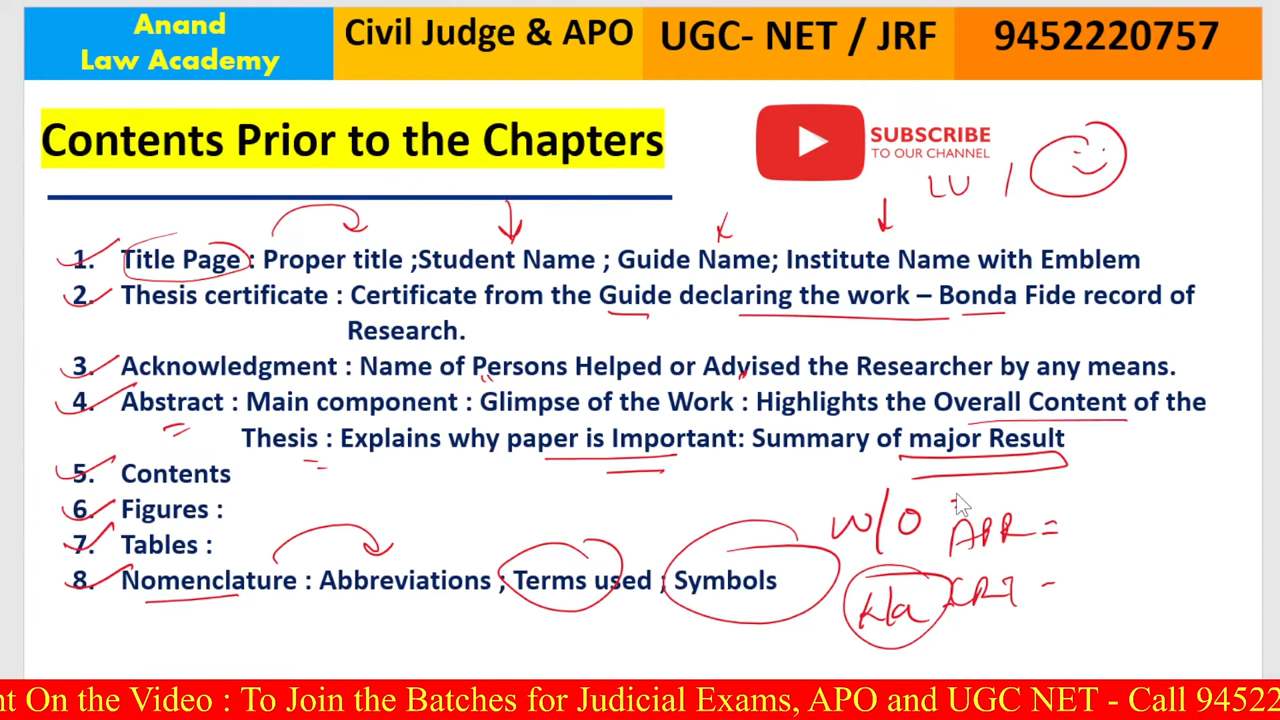 Anand
Law Academy
Civil Judge & APO
UGC- NET / JRF
9452220757
Contents Prior to the Chapters
SUBSCRIBE
TO OUR CHANNEL
LU /
1. Title Page : Proper title ;Student Name ; Guide Name; Institute Name with Emblem
2. Thesis certificate : Certificate from the Guide declaring the work – Bonda Fide record of
Research.
3. Acknowledgment : Name of Persons Helped or Advised the Researcher by any means.
4. Abstract : Main component : Glimpse of the Work : Highlights the Overall Content of the
Thesis : Explains why paper is Important: Summary of major Result
5. Contents
6. Figures :
W/O
7. Tables :
8. Nomenclature : Abbreviations ; Terms used ; Symbols
k/a
nt On the Video : To Join the Batches for Judicial Exams, APO and UGC NET - Call 94522